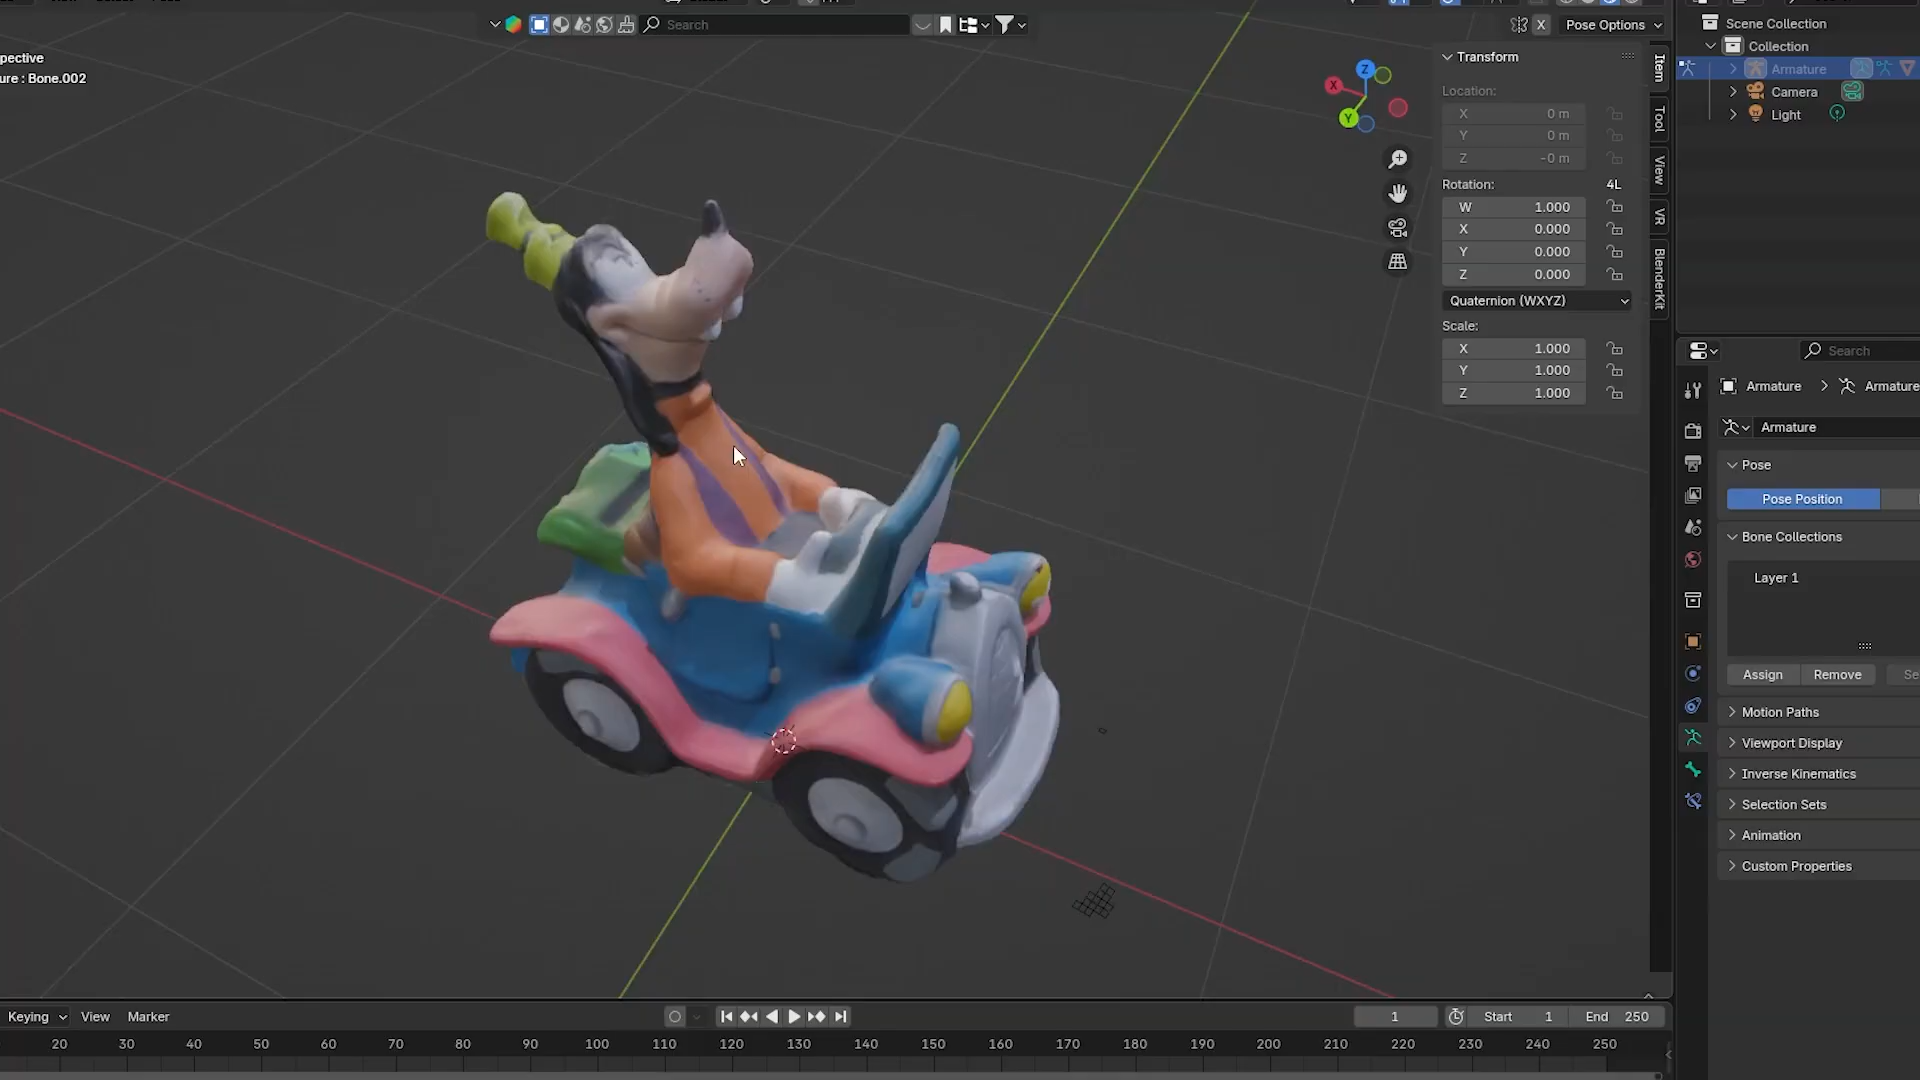 Search
X
Pose Options
pective
ure : Bone.002
Z
X
Y
Transform
Location:
X 0 m
Y 0 m
Z -0 m
Rotation: 4L
W 1.000
X 0.000
Y 0.000
Z 0.000
Quaternion (WXYZ)
Scale:
X 1.000
Y 1.000
Z 1.000
Item
Tool
View
VR
BlenderKit
Scene Collection
Collection
Armature
Camera
Light
Search
Armature > Armature
Armature
Pose
Pose Position
Bone Collections
Layer 1
Assign Remove Se
Motion Paths
Viewport Display
Inverse Kinematics
Selection Sets
Animation
Custom Properties
Keying View Marker
1 Start 1 End 250
20 30 40 50 60 70 80 90 100 110 120 130 140 150 160 170 180 190 200 210 220 230 240 250